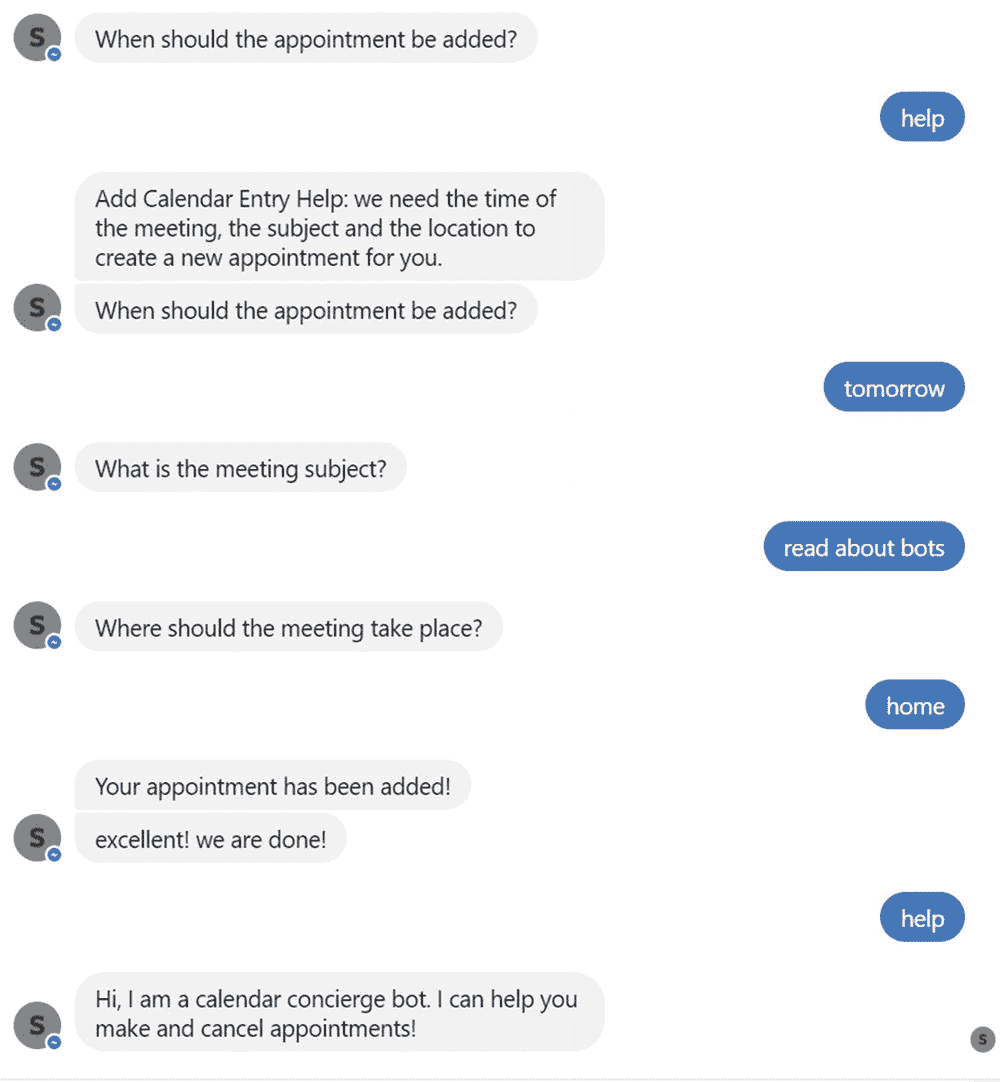 S
When should the appointment be added?
help
Add Calendar Entry Help: we need the time of
the meeting, the subject and the location to
create a new appointment for you.
S
When should the appointment be added?
tomorrow
S
What is the meeting subject?
read about bots
S
Where should the meeting take place?
home
Your appointment has been added!
S
excellent! we are done!
help
Hi, I am a calendar concierge bot. I can help you
make and cancel appointments!
S
S